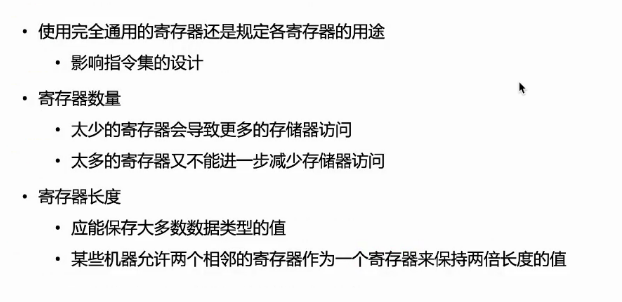 • 使用完全通用的寄存器还是规定各寄存器的用途
• 影响指令集的设计
• 寄存器数量
• 太少的寄存器会导致更多的存储器访问
• 太多的寄存器又不能进一步减少存储器访问
• 寄存器长度
• 应能保存大多数数据类型的值
• 某些机器允许两个相邻的寄存器作为一个寄存器来保持两倍长度的值